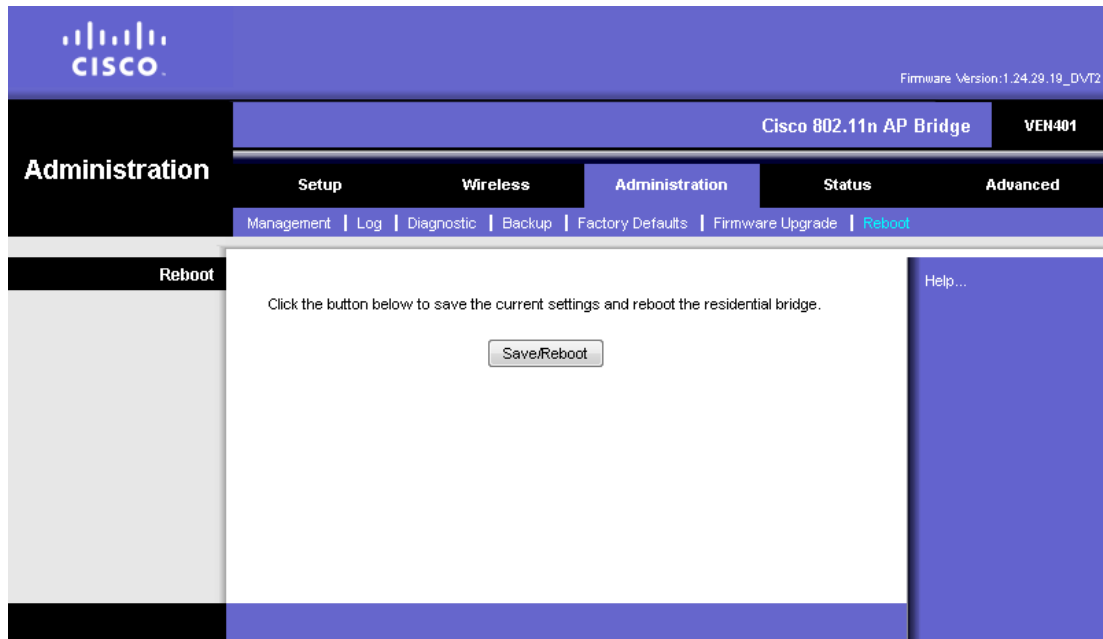 CISCO
Firmware Version:1.24.29.19_DVT2
Cisco 802.11n AP Bridge VEN401
Administration
Setup Wireless Administration Status Advanced
Management | Log | Diagnostic | Backup | Factory Defaults | Firmware Upgrade | Reboot
Reboot
Help...
Click the button below to save the current settings and reboot the residential bridge.
Save/Reboot